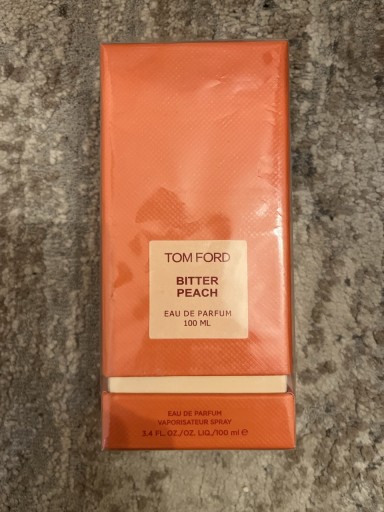 TOM FORD
BITTER
PEACH
EAU DE PARFUM
100 ML
EAU DE PARFUM
VAPORISATEUR SPRAY
3.4 FL. OZ./OZ. LIQ./100 ml ℮